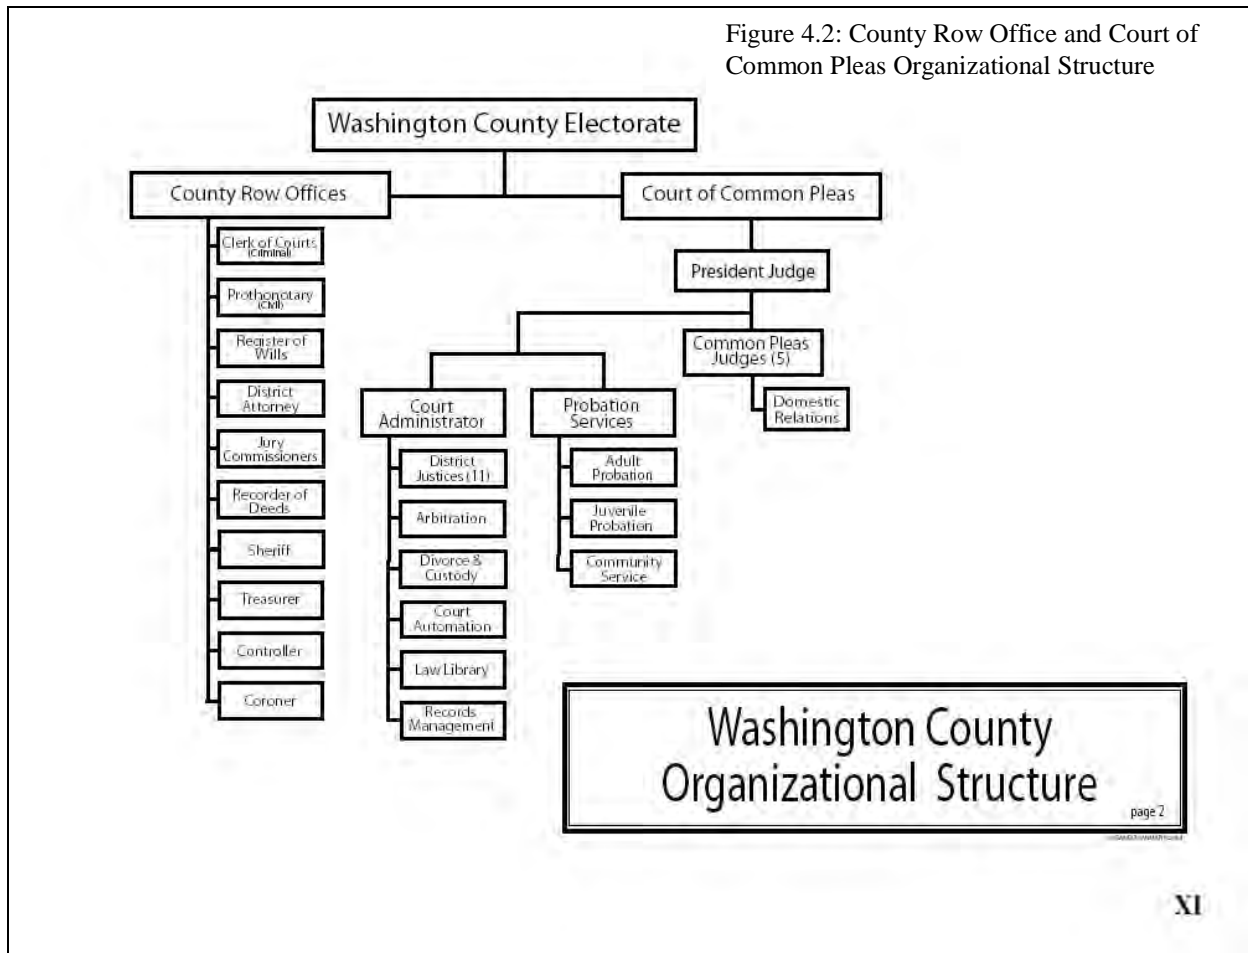 Figure 4.2: County Row Office and Court of
Common Pleas Organizational Structure
Washington County Electorate
County Row Offices
Court of Common Pleas
Clerk of Courts
(Criminal)
Prothonotary
(Civil)
Register of
Wills
District
Attorney
Jury
Commissioners
Recorder of
Deeds
Sheriff
Treasurer
Controller
Coroner
President Judge
Common Pleas
Judges (5)
Domestic
Relations
Court
Administrator
District
Justices (11)
Arbitration
Divorce &
Custody
Court
Automation
Law Library
Records
Management
Probation
Services
Adult
Probation
Juvenile
Probation
Community
Service
Washington County
Organizational Structure
page 2
XI